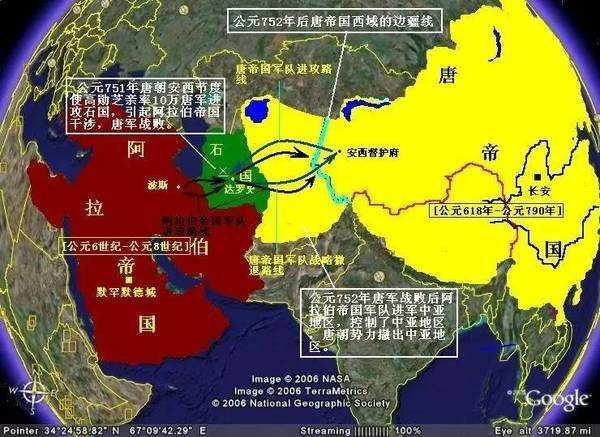 公元752年后唐帝国西域的边疆线
唐帝国军队进攻路
线
公元751年唐朝安西节度
使高勋芝亲率10万唐军进
攻石国，引起阿拉伯帝国
干涉，唐军战败。
唐
帝
国
安西督护府
长安
[公元618年-公元790年]
石
国
阿
拉
伯
帝
国
波斯
阿拉伯帝国军队
[公元6世纪-公元8世纪]
默罕默德城
唐帝国军队战略撤
退路线
公元752年唐军战败后阿
拉伯帝国军队进军中亚
地区，控制了中亚地区，
唐朝势力撤出中亚地
区。
N
Image © 2006 NASA
Image © 2006 TerraMetrics
© 2006 National Geographic Society
Google
Pointer 34°24'58.82" N 67°09'42.29" E
Streaming |||||||||| 100%
Eye alt 3719.87 mi